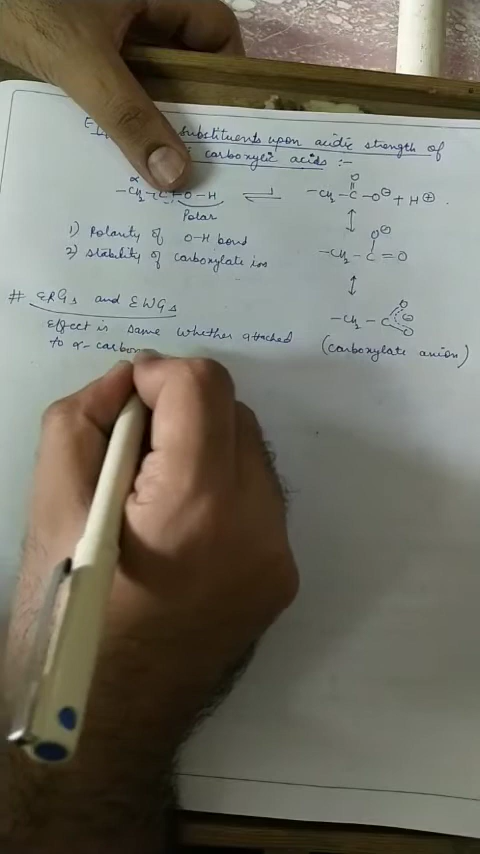 substituents upon acidic strength of
carboxylic acids :-
α
-CH₂-C-O-H ⇌ -CH₂-C-O⊖ + H⊕
O
Polar
1) Polarity of O-H bond
2) stability of carboxylate ion
O⊖
-CH₂-C=O
# ERGs and EWGs
Effect is same whether attached
to α-carbon
O
-CH₂-C ⊖
O
(carboxylate anion)